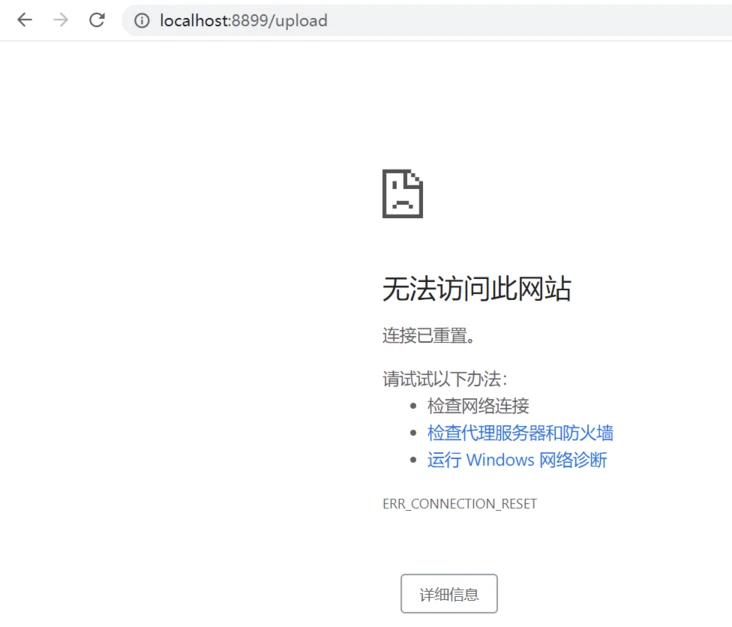 localhost:8899/upload
无法访问此网站
连接已重置。
请试试以下办法：
检查网络连接
检查代理服务器和防火墙
运行 Windows 网络诊断
ERR_CONNECTION_RESET
详细信息